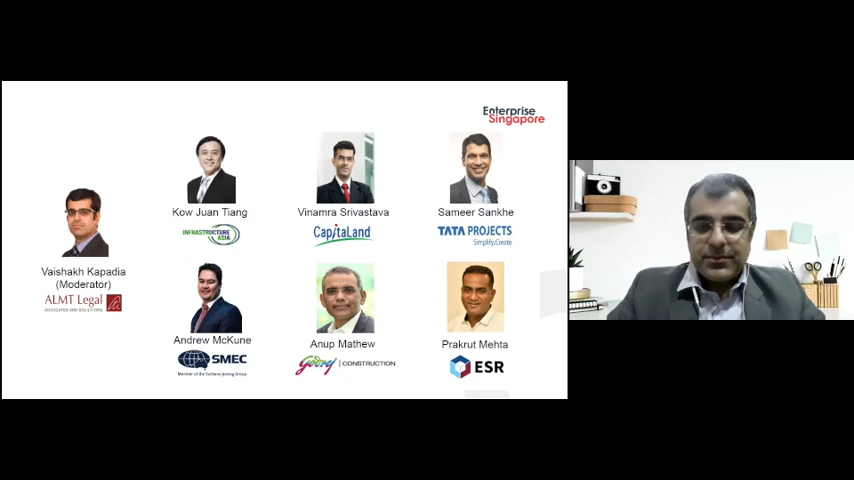 Enterprise
Singapore
Kow Juan Tiang
Vinamra Srivastava
Sameer Sankhe
INFRASTRUCTURE
ASIA
CapitaLand
TATA PROJECTS
Simplify.Create
Vaishakh Kapadia
(Moderator)
ALMT Legal
ADVOCATES AND SOLICITORS
Andrew McKune
Anup Mathew
Prakrut Mehta
SMEC
Member of the Surbana Jurong Group
Godrej | CONSTRUCTION
ESR